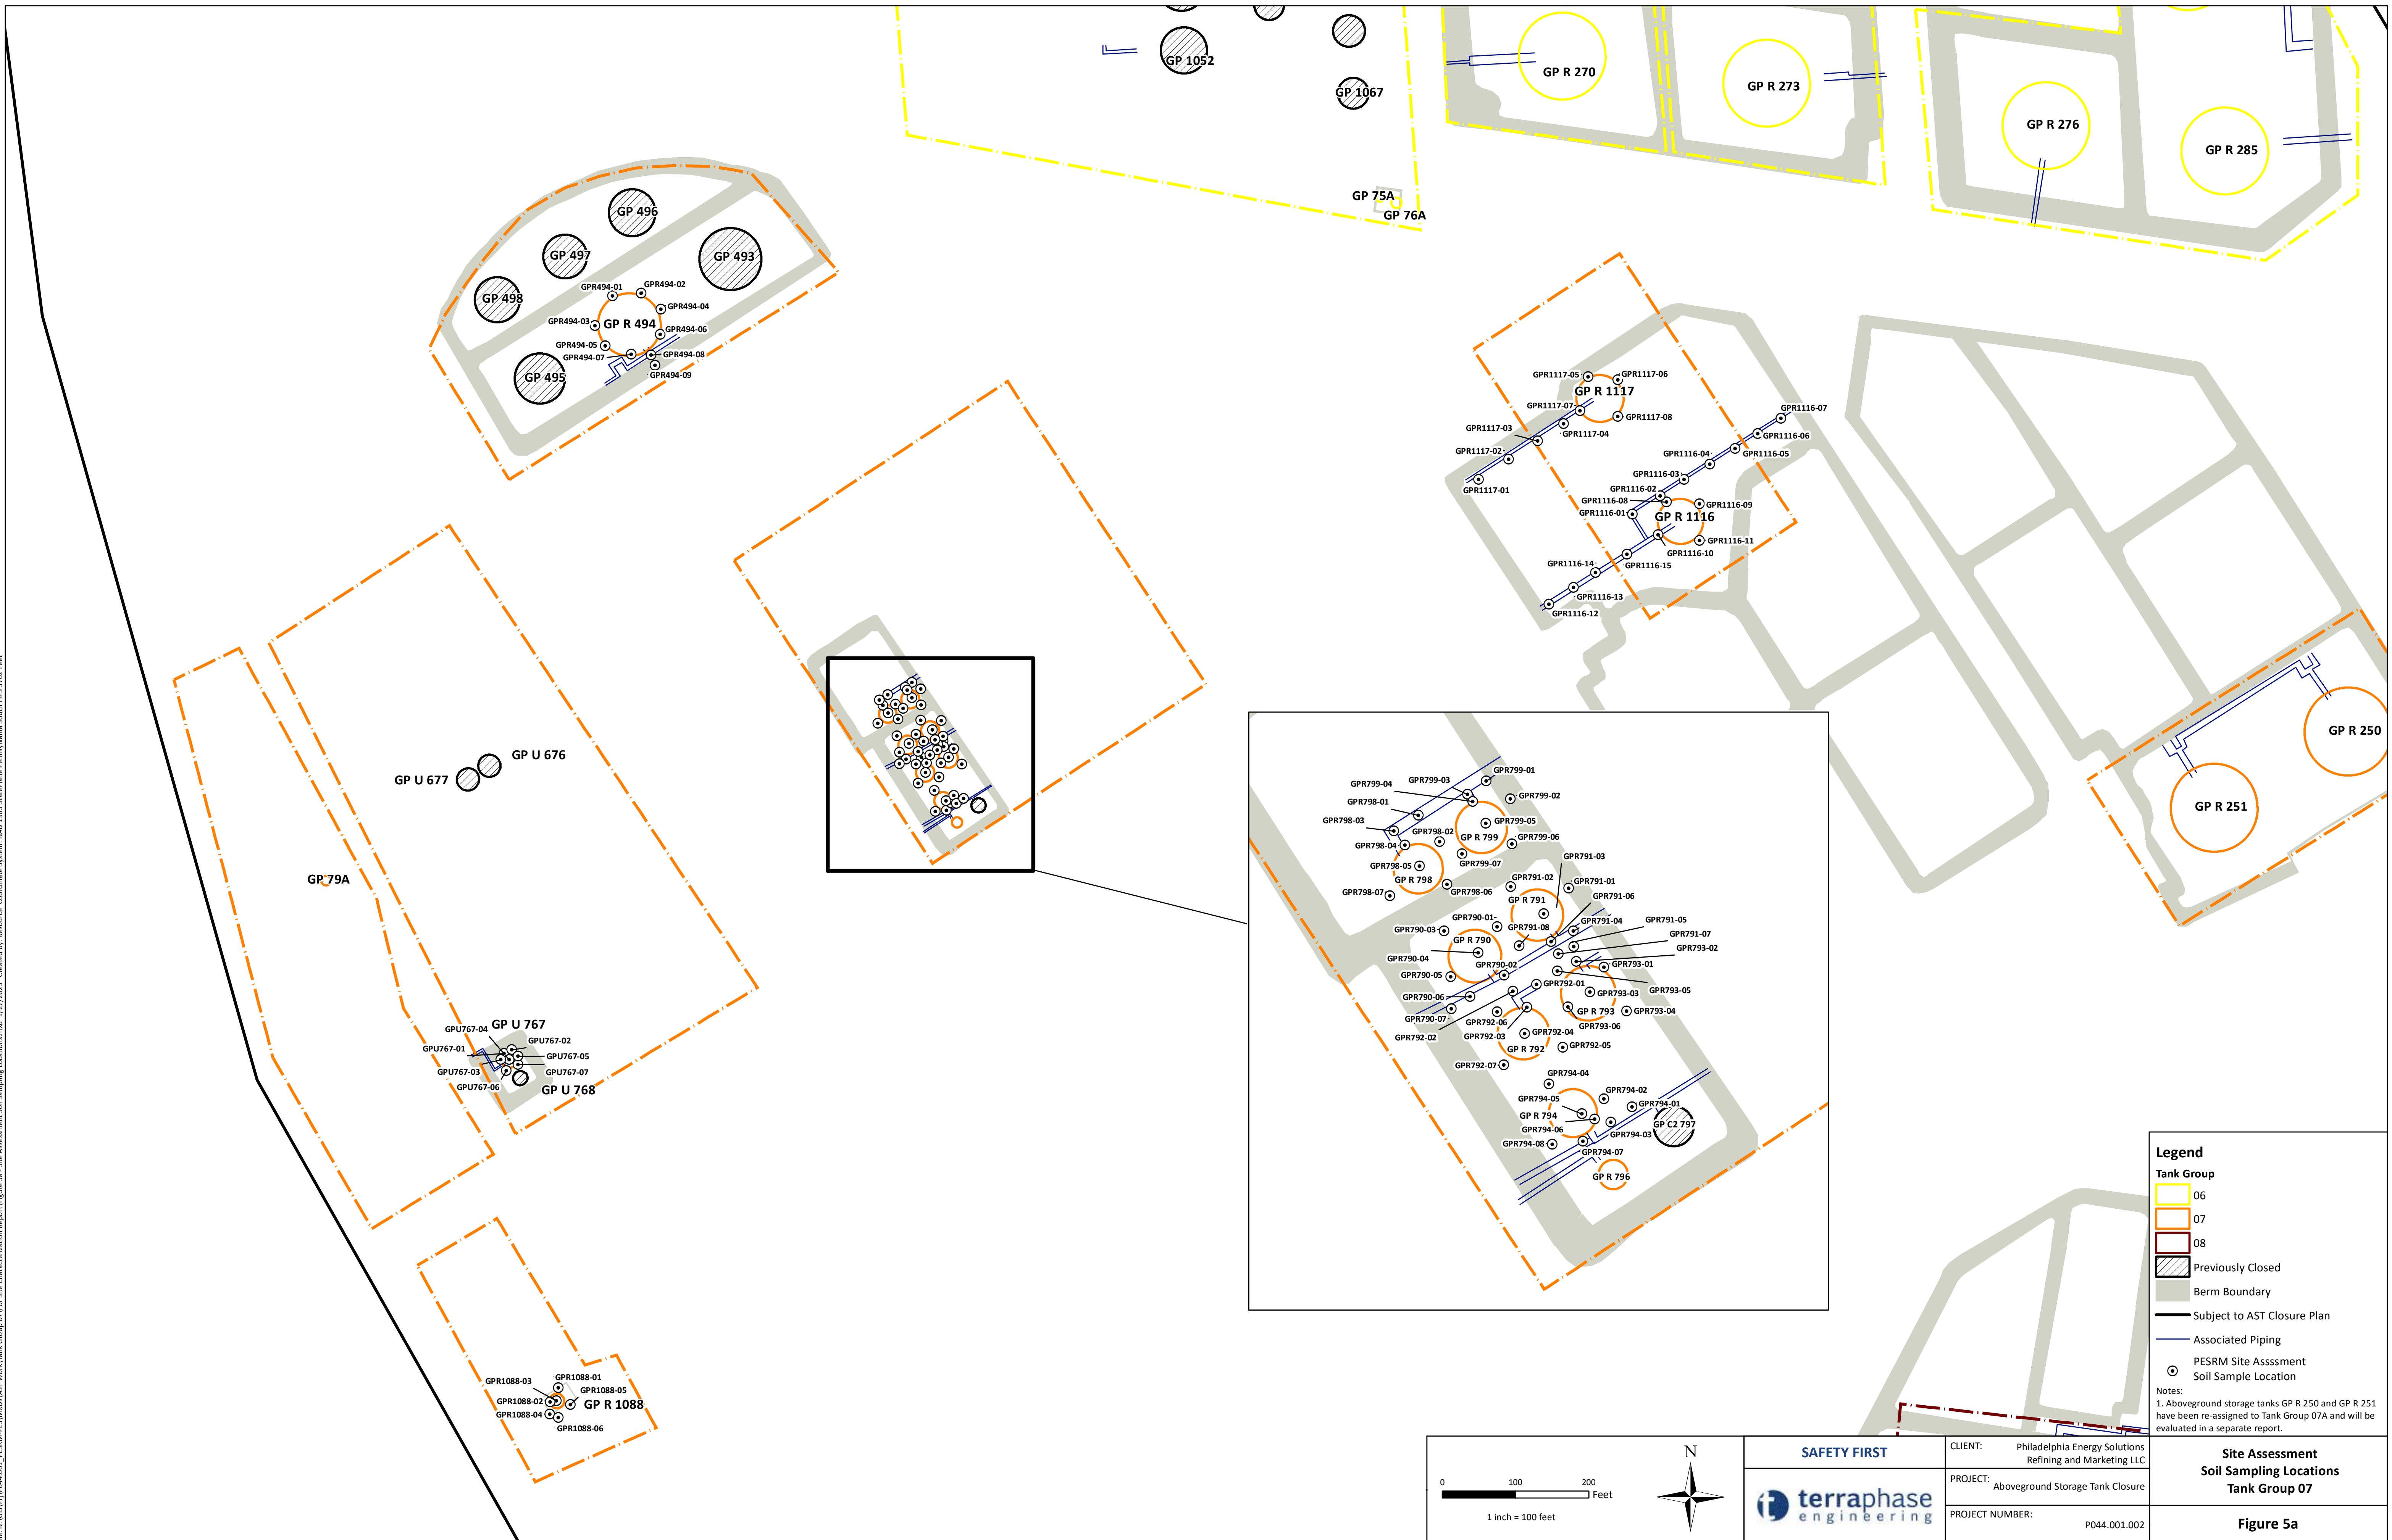 GP 1052
GP 1067
GP R 270
GP R 273
GP R 276
GP R 285
GP 75A
GP 76A
GP 496
GP 497
GP 493
GP 498
GP 495
GPR494-01
GPR494-02
GPR494-04
GPR494-03
GP R 494
GPR494-06
GPR494-05
GPR494-07
GPR494-08
GPR494-09
GPR1117-05
GPR1117-06
GP R 1117
GPR1117-07
GPR1117-08
GPR1117-03
GPR1117-04
GPR1117-02
GPR1117-01
GPR1116-07
GPR1116-06
GPR1116-05
GPR1116-04
GPR1116-03
GPR1116-02
GPR1116-08
GPR1116-09
GPR1116-01
GP R 1116
GPR1116-11
GPR1116-10
GPR1116-14
GPR1116-15
GPR1116-13
GPR1116-12
GP R 250
GP R 251
GP U 676
GP U 677
GP 79A
GP U 767
GPU767-04
GPU767-02
GPU767-01
GPU767-05
GPU767-03
GPU767-07
GPU767-06
GP U 768
GPR1088-01
GPR1088-03
GPR1088-05
GPR1088-02
GP R 1088
GPR1088-04
GPR1088-06
GPR799-01
GPR799-03
GPR799-04
GPR799-02
GPR798-01
GPR798-03
GPR799-05
GPR798-02
GP R 799
GPR799-06
GPR798-04
GPR799-07
GPR791-03
GPR798-05
GP R 798
GPR798-07
GPR798-06
GPR791-02
GPR791-01
GPR791-06
GP R 791
GPR790-01
GPR791-04
GPR791-05
GPR790-03
GPR791-08
GPR791-07
GP R 790
GPR793-02
GPR790-04
GPR790-02
GPR793-01
GPR790-05
GPR792-01
GPR793-03
GPR793-05
GPR790-06
GP R 793
GPR793-04
GPR790-07
GPR792-06
GPR793-06
GPR792-02
GPR792-03
GPR792-04
GP R 792
GPR792-05
GPR792-07
GPR794-04
GPR794-02
GPR794-05
GPR794-01
GP R 794
GPR794-06
GP C2 797
GPR794-03
GPR794-08
GPR794-07
GP R 796
Legend
Tank Group
06
07
08
Previously Closed
Berm Boundary
Subject to AST Closure Plan
Associated Piping
PESRM Site Asssssment
Soil Sample Location
Notes:
1. Aboveground storage tanks GP R 250 and GP R 251
have been re-assigned to Tank Group 07A and will be
evaluated in a separate report.
0 100 200
Feet
1 inch = 100 feet
N
SAFETY FIRST
terraphase
engineering
CLIENT: Philadelphia Energy Solutions
Refining and Marketing LLC
PROJECT: Aboveground Storage Tank Closure
PROJECT NUMBER: P044.001.002
Site Assessment
Soil Sampling Locations
Tank Group 07
Figure 5a